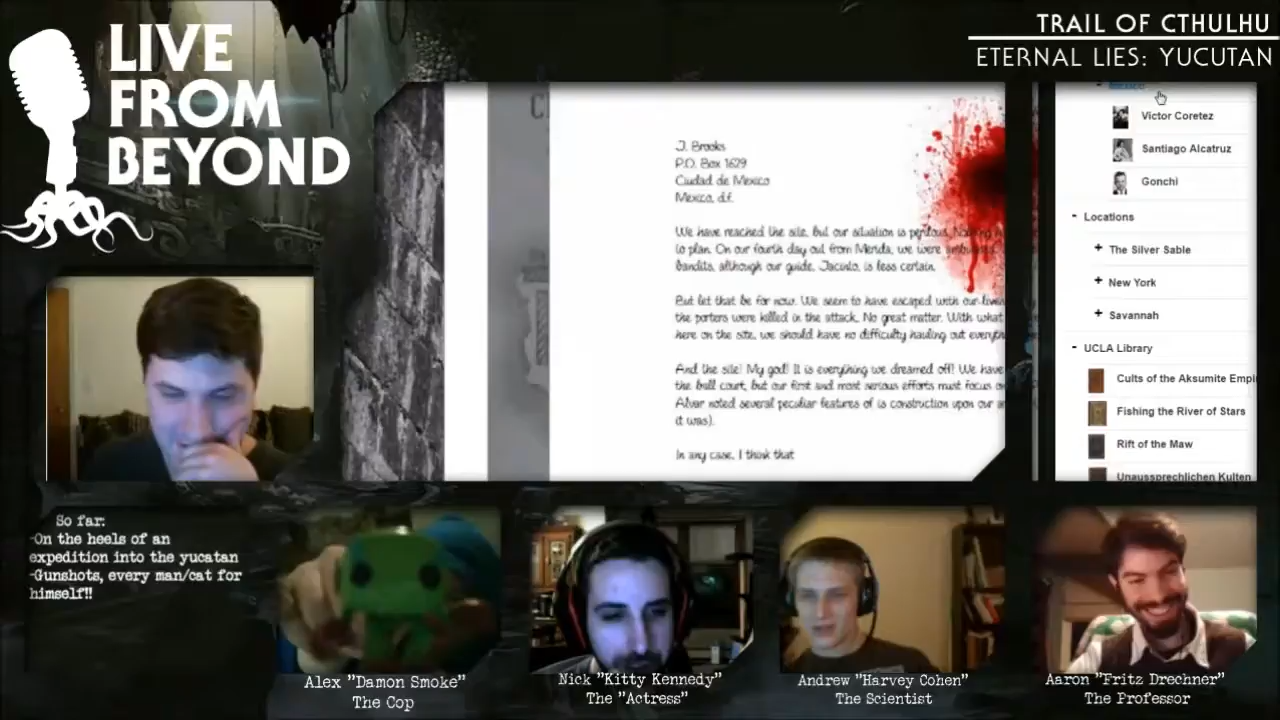 LIVE
FROM
BEYOND
TRAIL OF CTHULHU
ETERNAL LIES: YUCUTAN
J. Brooks
P.O. Box 1629
Ciudad de Mexico
Mexico, d.f.
We have reached the site, but our situation is perilous.
to plan. On our fourth day out from Merida, we were
bandits, although our guide, Jacinto, is less certain.
But let that be for now. We seem to have escaped with our lives
the porters were killed in the attack. No great matter. With what
here on the site, we should have no difficulty hauling out
And the site! My god! It is everything we dreamed off! We have
the ball court, but our first and most serious efforts must focus
Alvar noted several peculiar features of is construction upon our
it was).
In any case, I think that
Victor Coretez
Santiago Alcatruz
Gonchi
- Locations
+ The Silver Sable
+ New York
+ Savannah
- UCLA Library
Cults of the Aksumite Empi
Fishing the River of Stars
Rift of the Maw
Unaussprechlichen Kulten
So far:
-On the heels of an
expedition into the yucatan
-Gunshots, every man/cat for
himself!!
Alex "Damon Smoke"
The Cop
Nick "Kitty Kennedy"
The "Actress"
Andrew "Harvey Cohen"
The Scientist
Aaron "Fritz Drechner"
The Professor